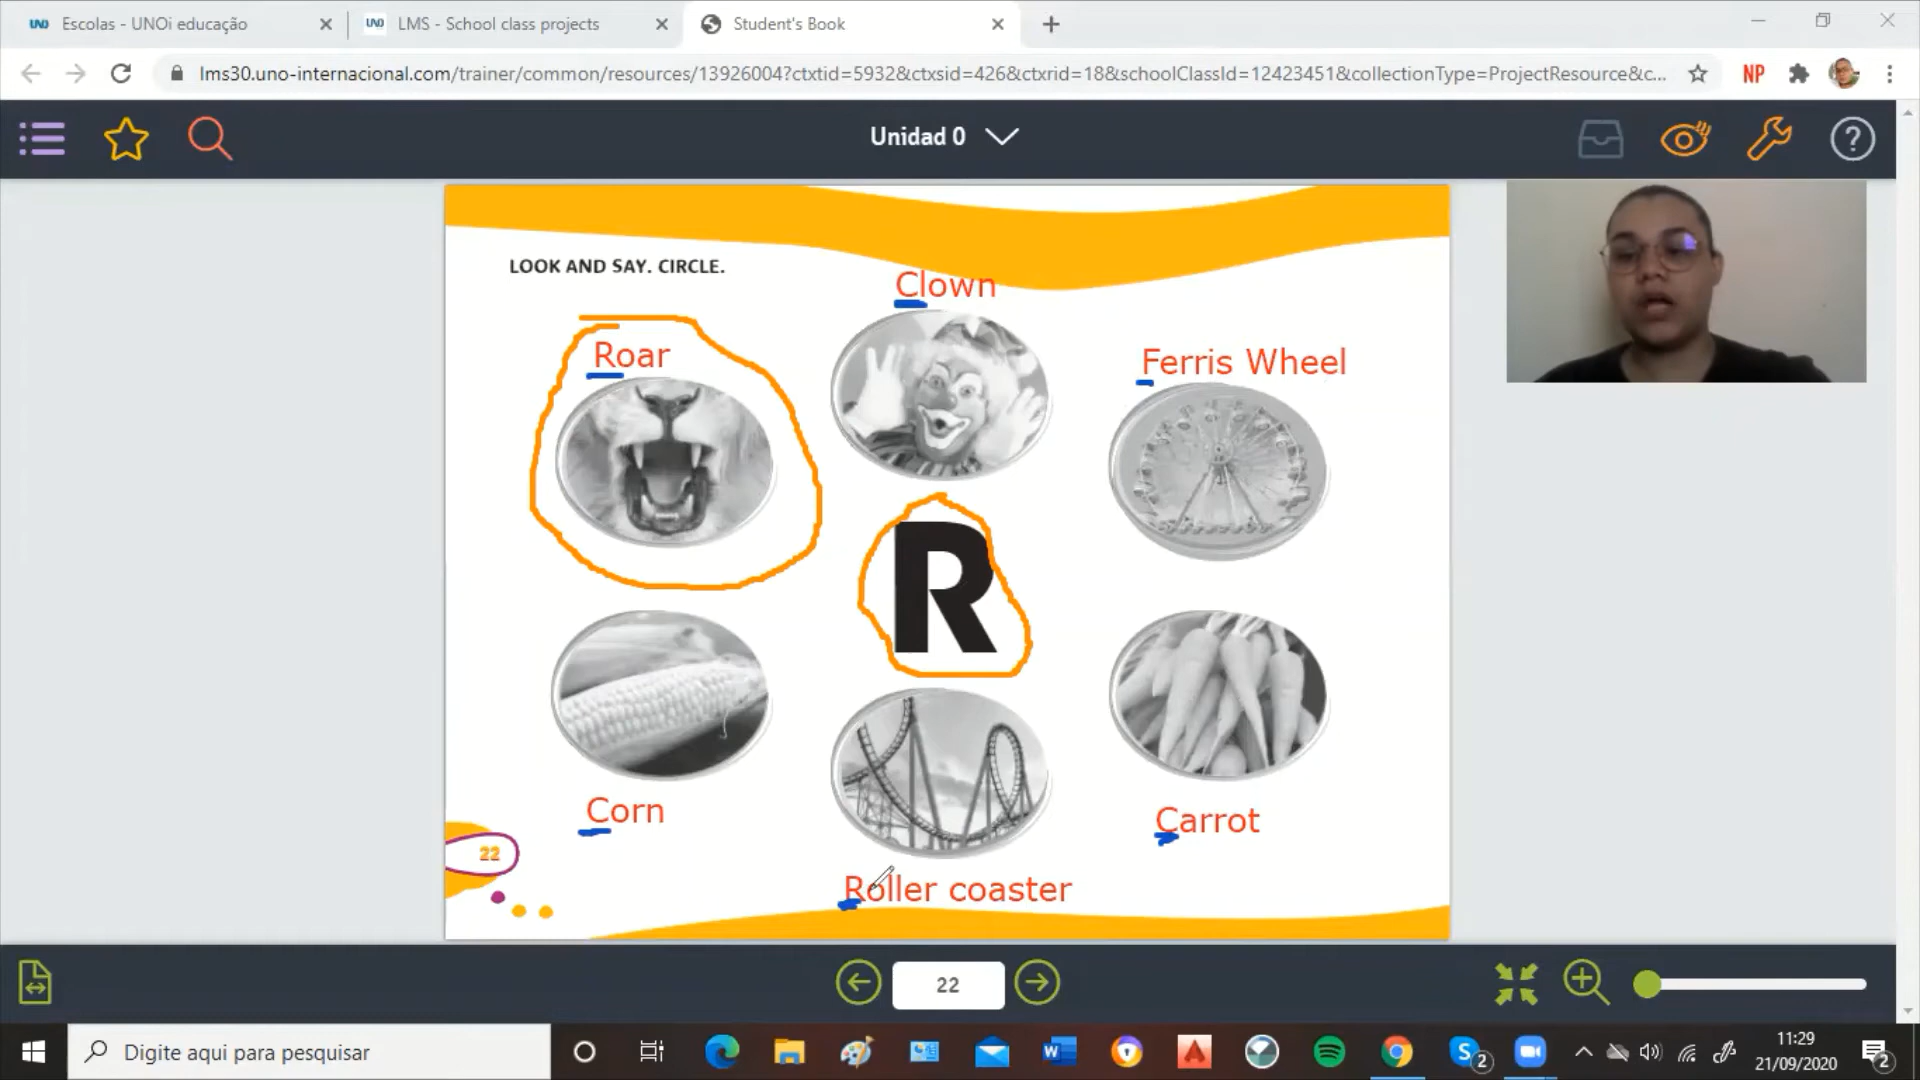 Escolas - UNOi educação
LMS - School class projects
Student's Book
lms30.uno-internacional.com/trainer/common/resources/13926004?ctxtid=5932&ctxsid=426&ctxrid=18&schoolClassId=12423451&collectionType=ProjectResource&c...
NP
Unidad 0
LOOK AND SAY. CIRCLE.
Clown
Roar
Ferris Wheel
R
Corn
Carrot
22
Roller coaster
22
Digite aqui para pesquisar
11:29
21/09/2020
2
2